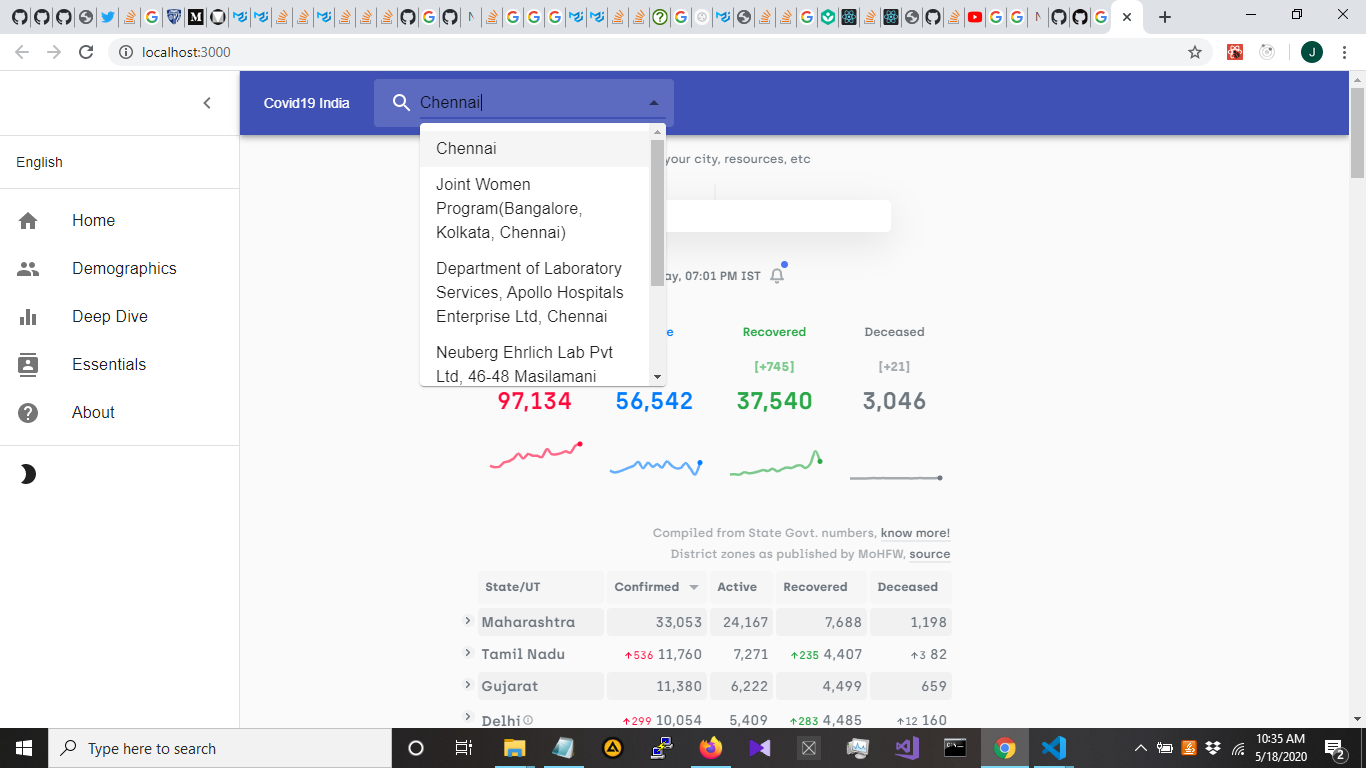 localhost:3000
J
Covid19 India
Chennai
English
Home
Demographics
Deep Dive
Essentials
About
Chennai
Joint Women
Program(Bangalore,
Kolkata, Chennai)
Department of Laboratory
Services, Apollo Hospitals
Enterprise Ltd, Chennai
Neuberg Ehrlich Lab Pvt
Ltd, 46-48 Masilamani
your city, resources, etc
ay, 07:01 PM IST
e Recovered Deceased
[+745] [+21]
97,134 56,542 37,540 3,046
Compiled from State Govt. numbers, know more!
District zones as published by MoHFW, source
State/UT Confirmed Active Recovered Deceased
Maharashtra 33,053 24,167 7,688 1,198
Tamil Nadu ↑536 11,760 7,271 ↑235 4,407 ↑3 82
Gujarat 11,380 6,222 4,499 659
Delhi ↑299 10,054 5,409 ↑283 4,485 ↑12 160
Type here to search
10:35 AM
5/18/2020
2